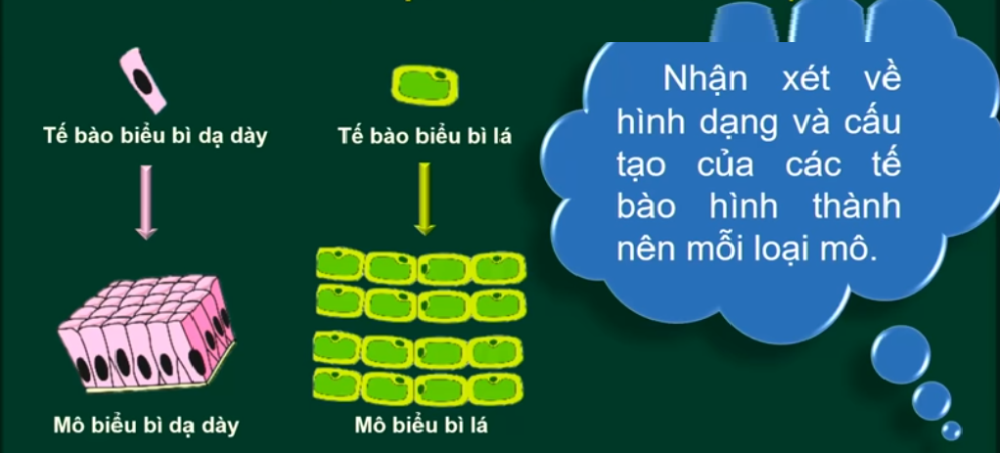 Tế bào biểu bì dạ dày
Tế bào biểu bì lá
Mô biểu bì dạ dày
Mô biểu bì lá
Nhận xét về
hình dạng và cấu
tạo của các tế
bào hình thành
nên mỗi loại mô.